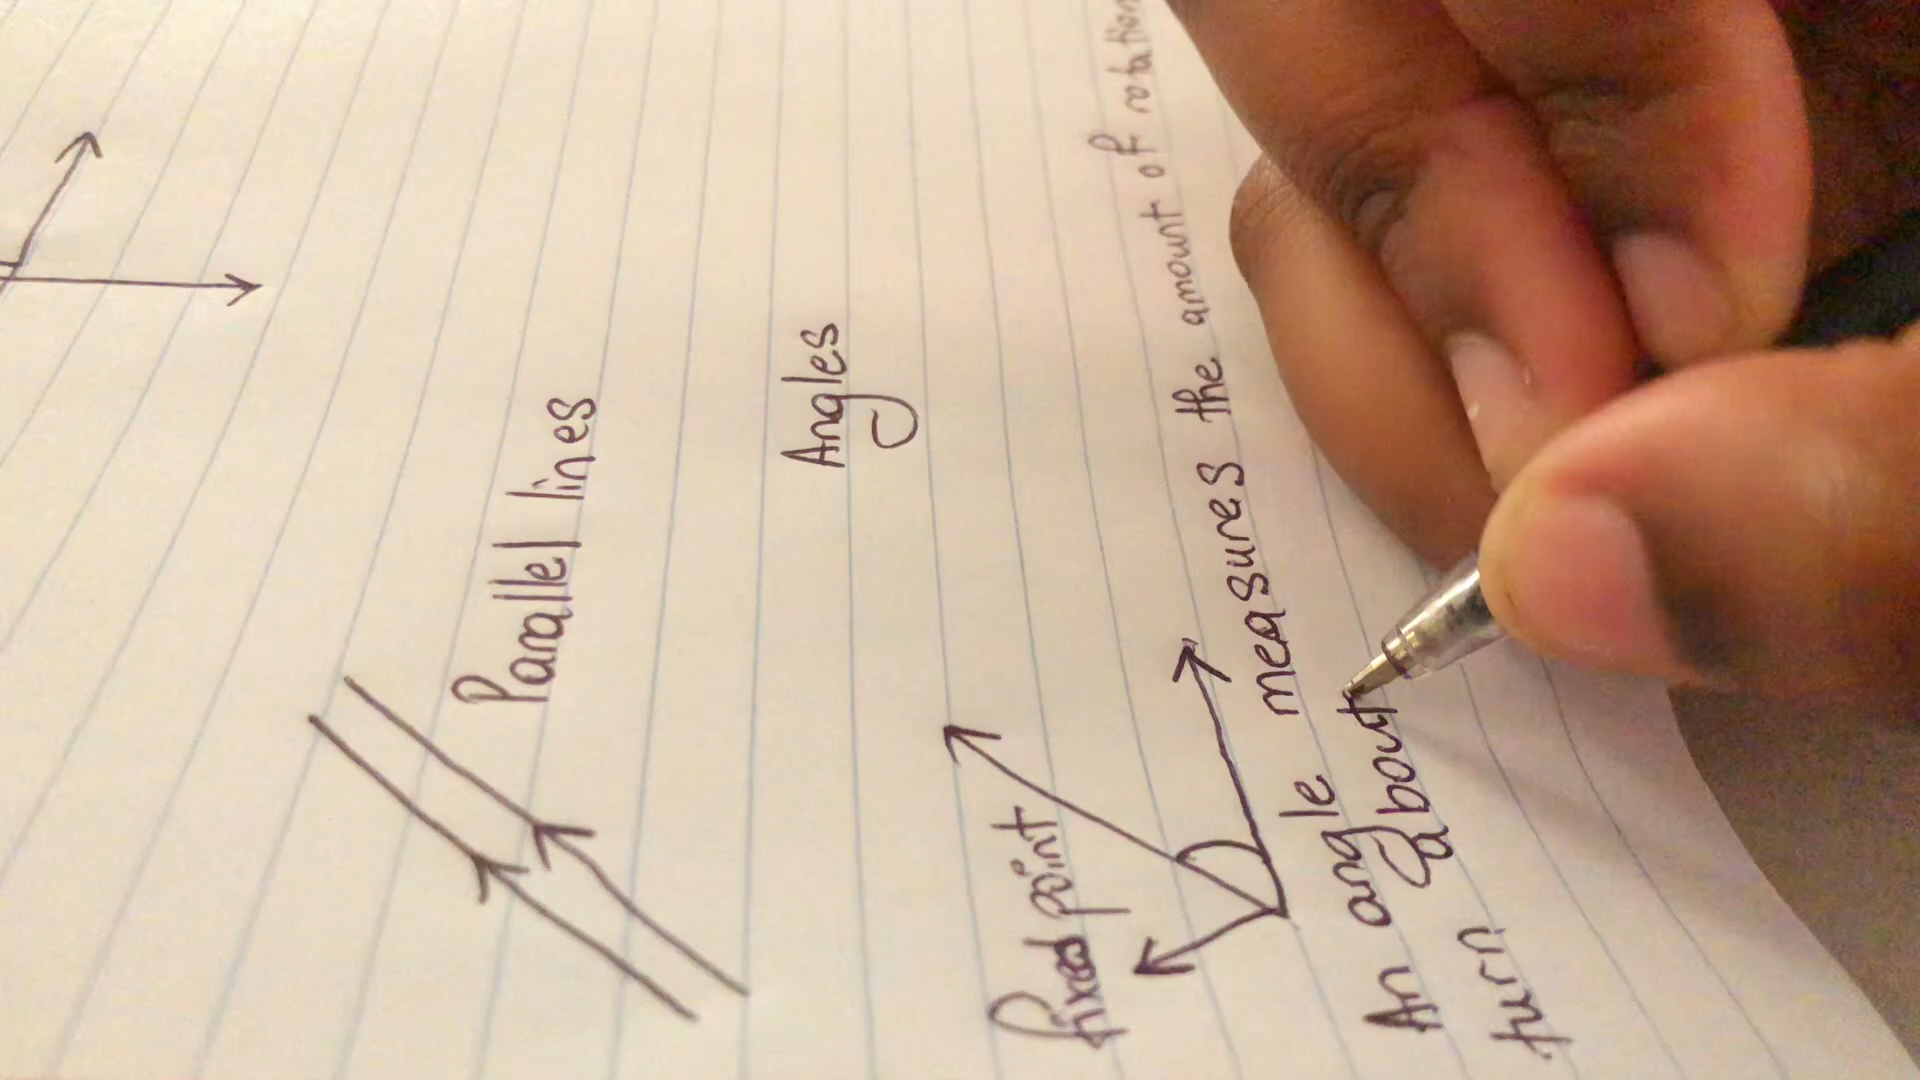 Parallel lines
Angles
fixed point
An angle measures the amount of rotation
turn about